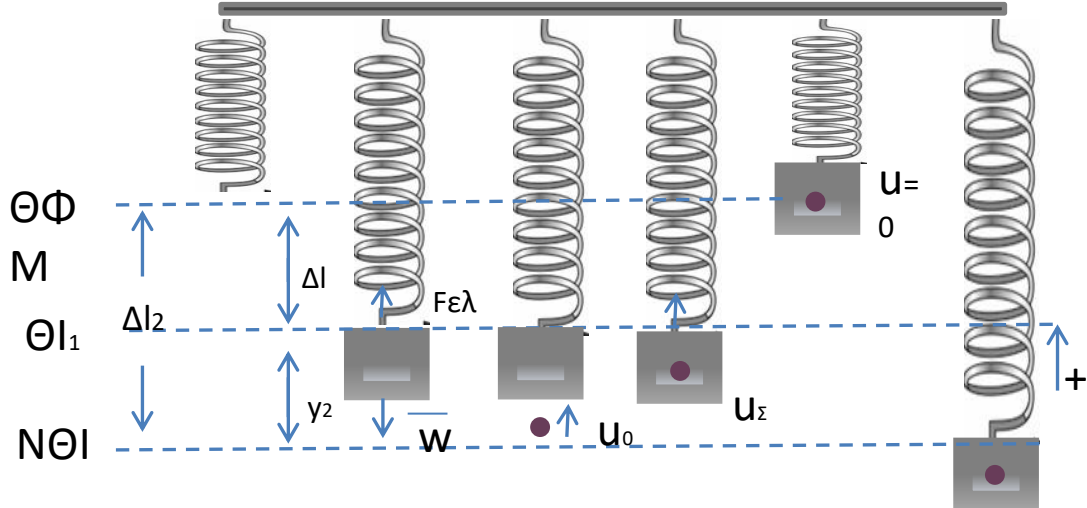 ΘΦ
Μ
Δl
Δl₂
Fελ
ΘΙ₁
y₂
w
ΝΘΙ
u₀
uΣ
u=
0
+